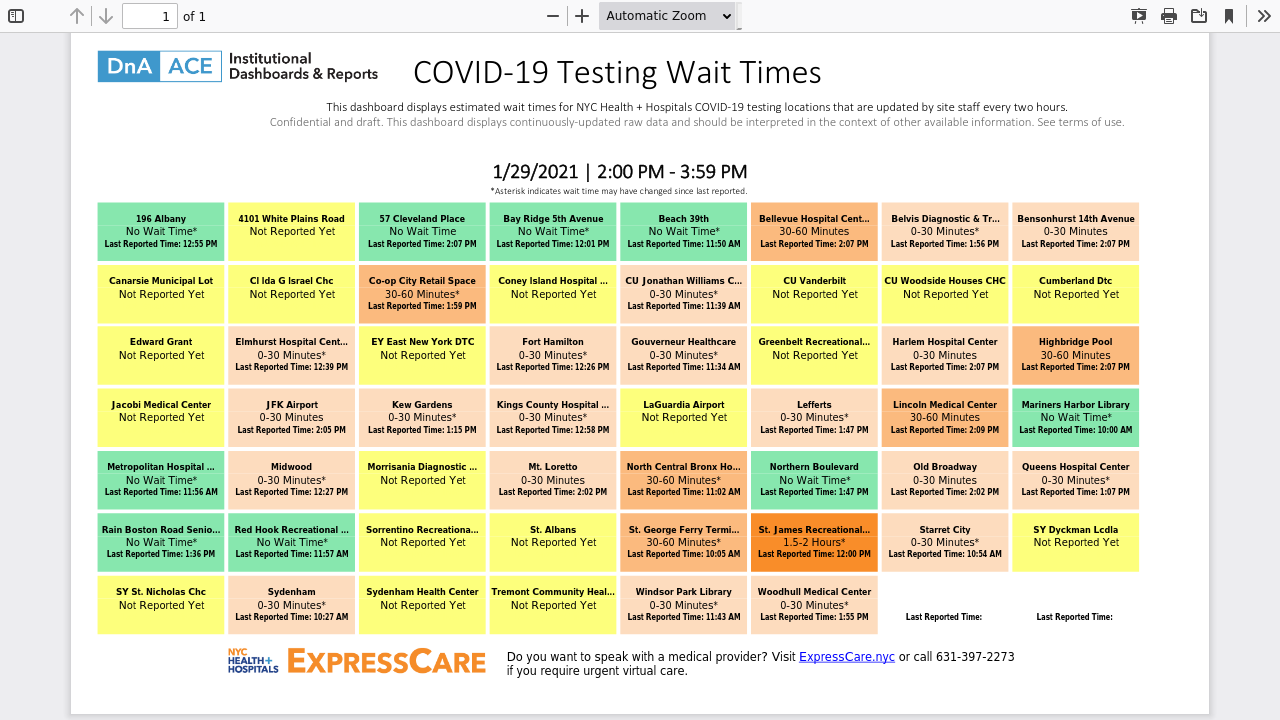 1 of 1 Automatic Zoom
DnA ACE Institutional
Dashboards & Reports
COVID-19 Testing Wait Times
This dashboard displays estimated wait times for NYC Health + Hospitals COVID-19 testing locations that are updated by site staff every two hours.
Confidential and draft. This dashboard displays continuously-updated raw data and should be interpreted in the context of other available information. See terms of use.
1/29/2021 | 2:00 PM - 3:59 PM
*Asterisk indicates wait time may have changed since last reported.
196 Albany
No Wait Time*
Last Reported Time: 12:55 PM
4101 White Plains Road
Not Reported Yet
57 Cleveland Place
No Wait Time
Last Reported Time: 2:07 PM
Bay Ridge 5th Avenue
No Wait Time*
Last Reported Time: 12:01 PM
Beach 39th
No Wait Time*
Last Reported Time: 11:50 AM
Bellevue Hospital Cent...
30-60 Minutes
Last Reported Time: 2:07 PM
Belvis Diagnostic & Tr...
0-30 Minutes*
Last Reported Time: 1:56 PM
Bensonhurst 14th Avenue
0-30 Minutes
Last Reported Time: 2:07 PM
Canarsie Municipal Lot
Not Reported Yet
CI Ida G Israel Chc
Not Reported Yet
Co-op City Retail Space
30-60 Minutes*
Last Reported Time: 1:59 PM
Coney Island Hospital ...
Not Reported Yet
CU Jonathan Williams C...
0-30 Minutes*
Last Reported Time: 11:39 AM
CU Vanderbilt
Not Reported Yet
CU Woodside Houses CHC
Not Reported Yet
Cumberland Dtc
Not Reported Yet
Edward Grant
Not Reported Yet
Elmhurst Hospital Cent...
0-30 Minutes*
Last Reported Time: 12:39 PM
EY East New York DTC
Not Reported Yet
Fort Hamilton
0-30 Minutes*
Last Reported Time: 12:26 PM
Gouverneur Healthcare
0-30 Minutes*
Last Reported Time: 11:34 AM
Greenbelt Recreational...
Not Reported Yet
Harlem Hospital Center
0-30 Minutes
Last Reported Time: 2:07 PM
Highbridge Pool
30-60 Minutes
Last Reported Time: 2:07 PM
Jacobi Medical Center
Not Reported Yet
JFK Airport
0-30 Minutes
Last Reported Time: 2:05 PM
Kew Gardens
0-30 Minutes*
Last Reported Time: 1:15 PM
Kings County Hospital ...
0-30 Minutes*
Last Reported Time: 12:58 PM
LaGuardia Airport
Not Reported Yet
Lefferts
0-30 Minutes*
Last Reported Time: 1:47 PM
Lincoln Medical Center
30-60 Minutes
Last Reported Time: 2:09 PM
Mariners Harbor Library
No Wait Time*
Last Reported Time: 10:00 AM
Metropolitan Hospital ...
No Wait Time*
Last Reported Time: 11:56 AM
Midwood
0-30 Minutes*
Last Reported Time: 12:27 PM
Morrisania Diagnostic ...
Not Reported Yet
Mt. Loretto
0-30 Minutes
Last Reported Time: 2:02 PM
North Central Bronx Ho...
30-60 Minutes*
Last Reported Time: 11:02 AM
Northern Boulevard
No Wait Time*
Last Reported Time: 1:47 PM
Old Broadway
0-30 Minutes
Last Reported Time: 2:02 PM
Queens Hospital Center
0-30 Minutes*
Last Reported Time: 1:07 PM
Rain Boston Road Senio...
No Wait Time*
Last Reported Time: 1:36 PM
Red Hook Recreational ...
No Wait Time*
Last Reported Time: 11:57 AM
Sorrentino Recreationa...
Not Reported Yet
St. Albans
Not Reported Yet
St. George Ferry Termi...
30-60 Minutes*
Last Reported Time: 10:05 AM
St. James Recreational...
1.5-2 Hours*
Last Reported Time: 12:00 PM
Starret City
0-30 Minutes*
Last Reported Time: 10:54 AM
SY Dyckman Lcdla
Not Reported Yet
SY St. Nicholas Chc
Not Reported Yet
Sydenham
0-30 Minutes*
Last Reported Time: 10:27 AM
Sydenham Health Center
Not Reported Yet
Tremont Community Heal...
Not Reported Yet
Windsor Park Library
0-30 Minutes*
Last Reported Time: 11:43 AM
Woodhull Medical Center
0-30 Minutes*
Last Reported Time: 1:55 PM
Last Reported Time:
Last Reported Time:
NYC
HEALTH+
HOSPITALS
EXPRESSCARE
Do you want to speak with a medical provider? Visit ExpressCare.nyc or call 631-397-2273
if you require urgent virtual care.